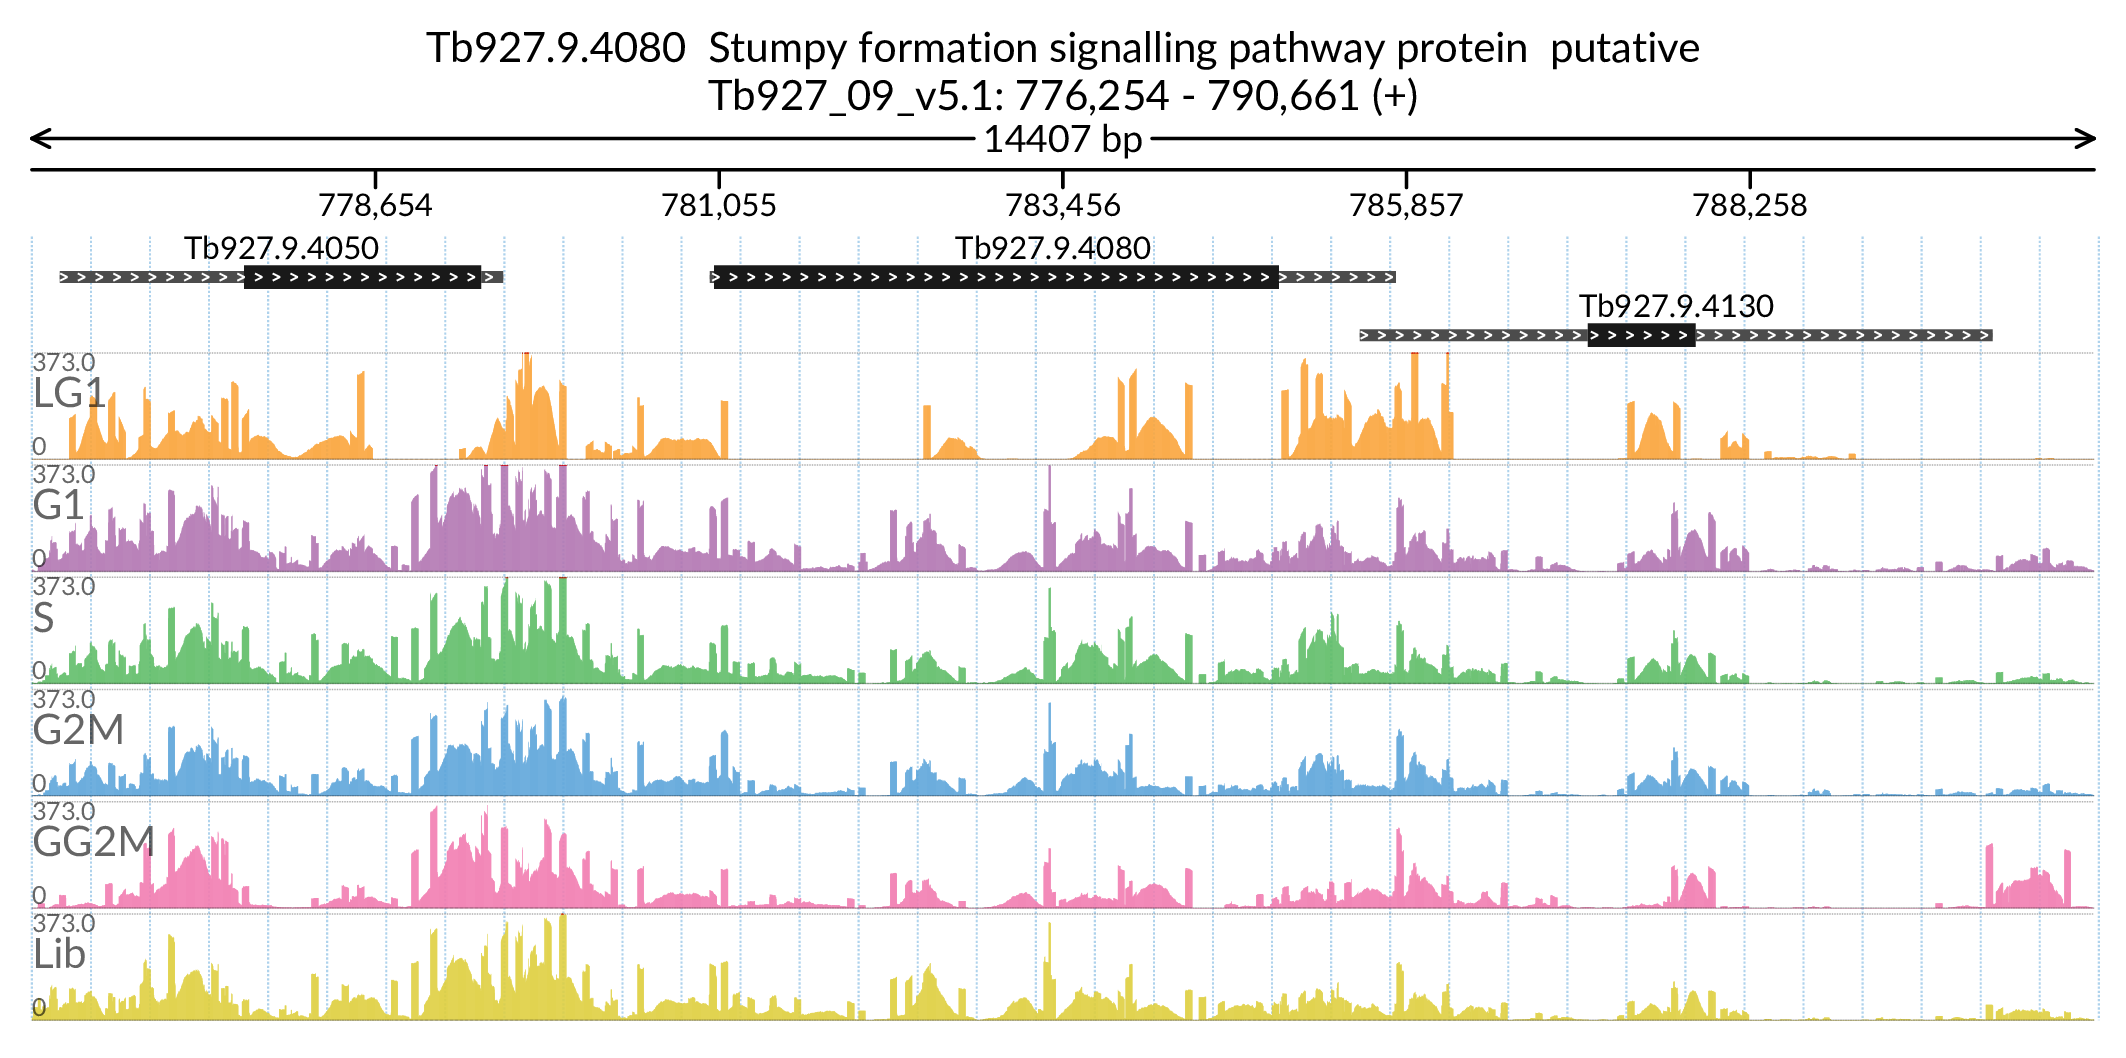 Tb927.9.4080  Stumpy formation signalling pathway protein  putative
Tb927_09_v5.1: 776,254 - 790,661 (+)
14407 bp
778,654 781,055 783,456 785,857 788,258
Tb927.9.4050 Tb927.9.4080
Tb927.9.4130
373.0
LG1
0
373.0
G1
0
373.0
S
0
373.0
G2M
0
373.0
GG2M
0
373.0
Lib
0